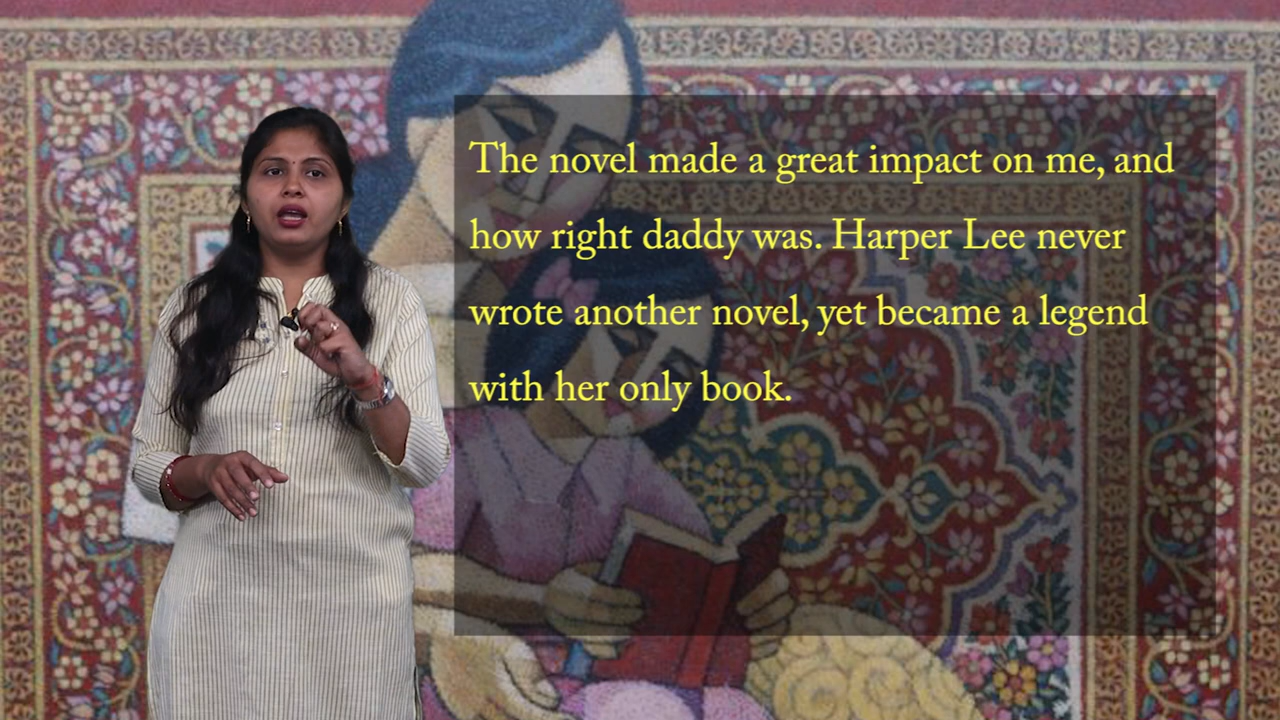 The novel made a great impact on me, and
how right daddy was. Harper Lee never
wrote another novel, yet became a legend
with her only book.